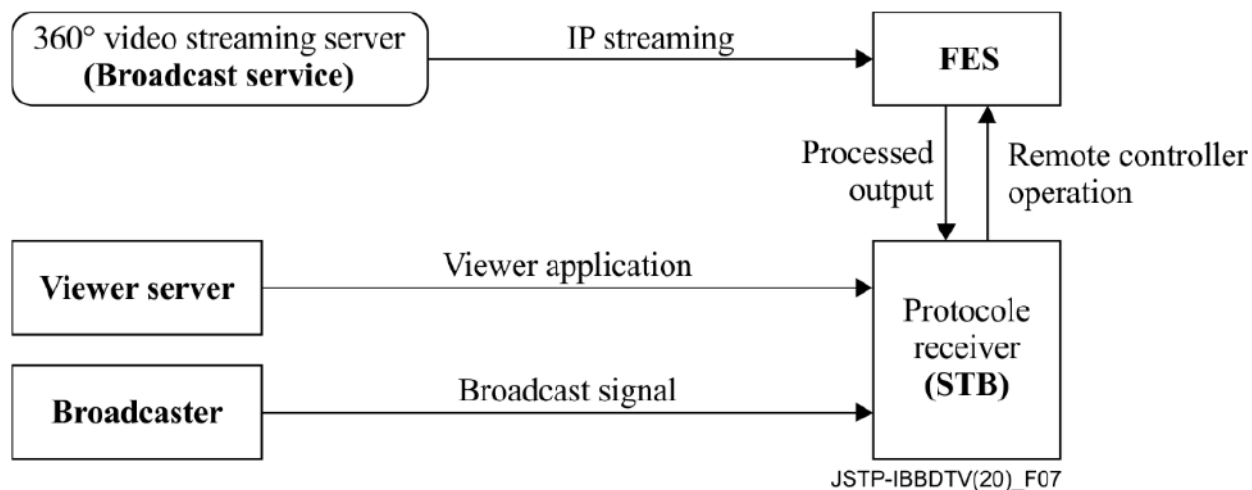 360° video streaming server
(Broadcast service)
IP streaming
FES
Processed
output
Remote controller
operation
Viewer server
Viewer application
Protocole
receiver
(STB)
Broadcaster
Broadcast signal
JSTP-IBBDTV(20)_F07